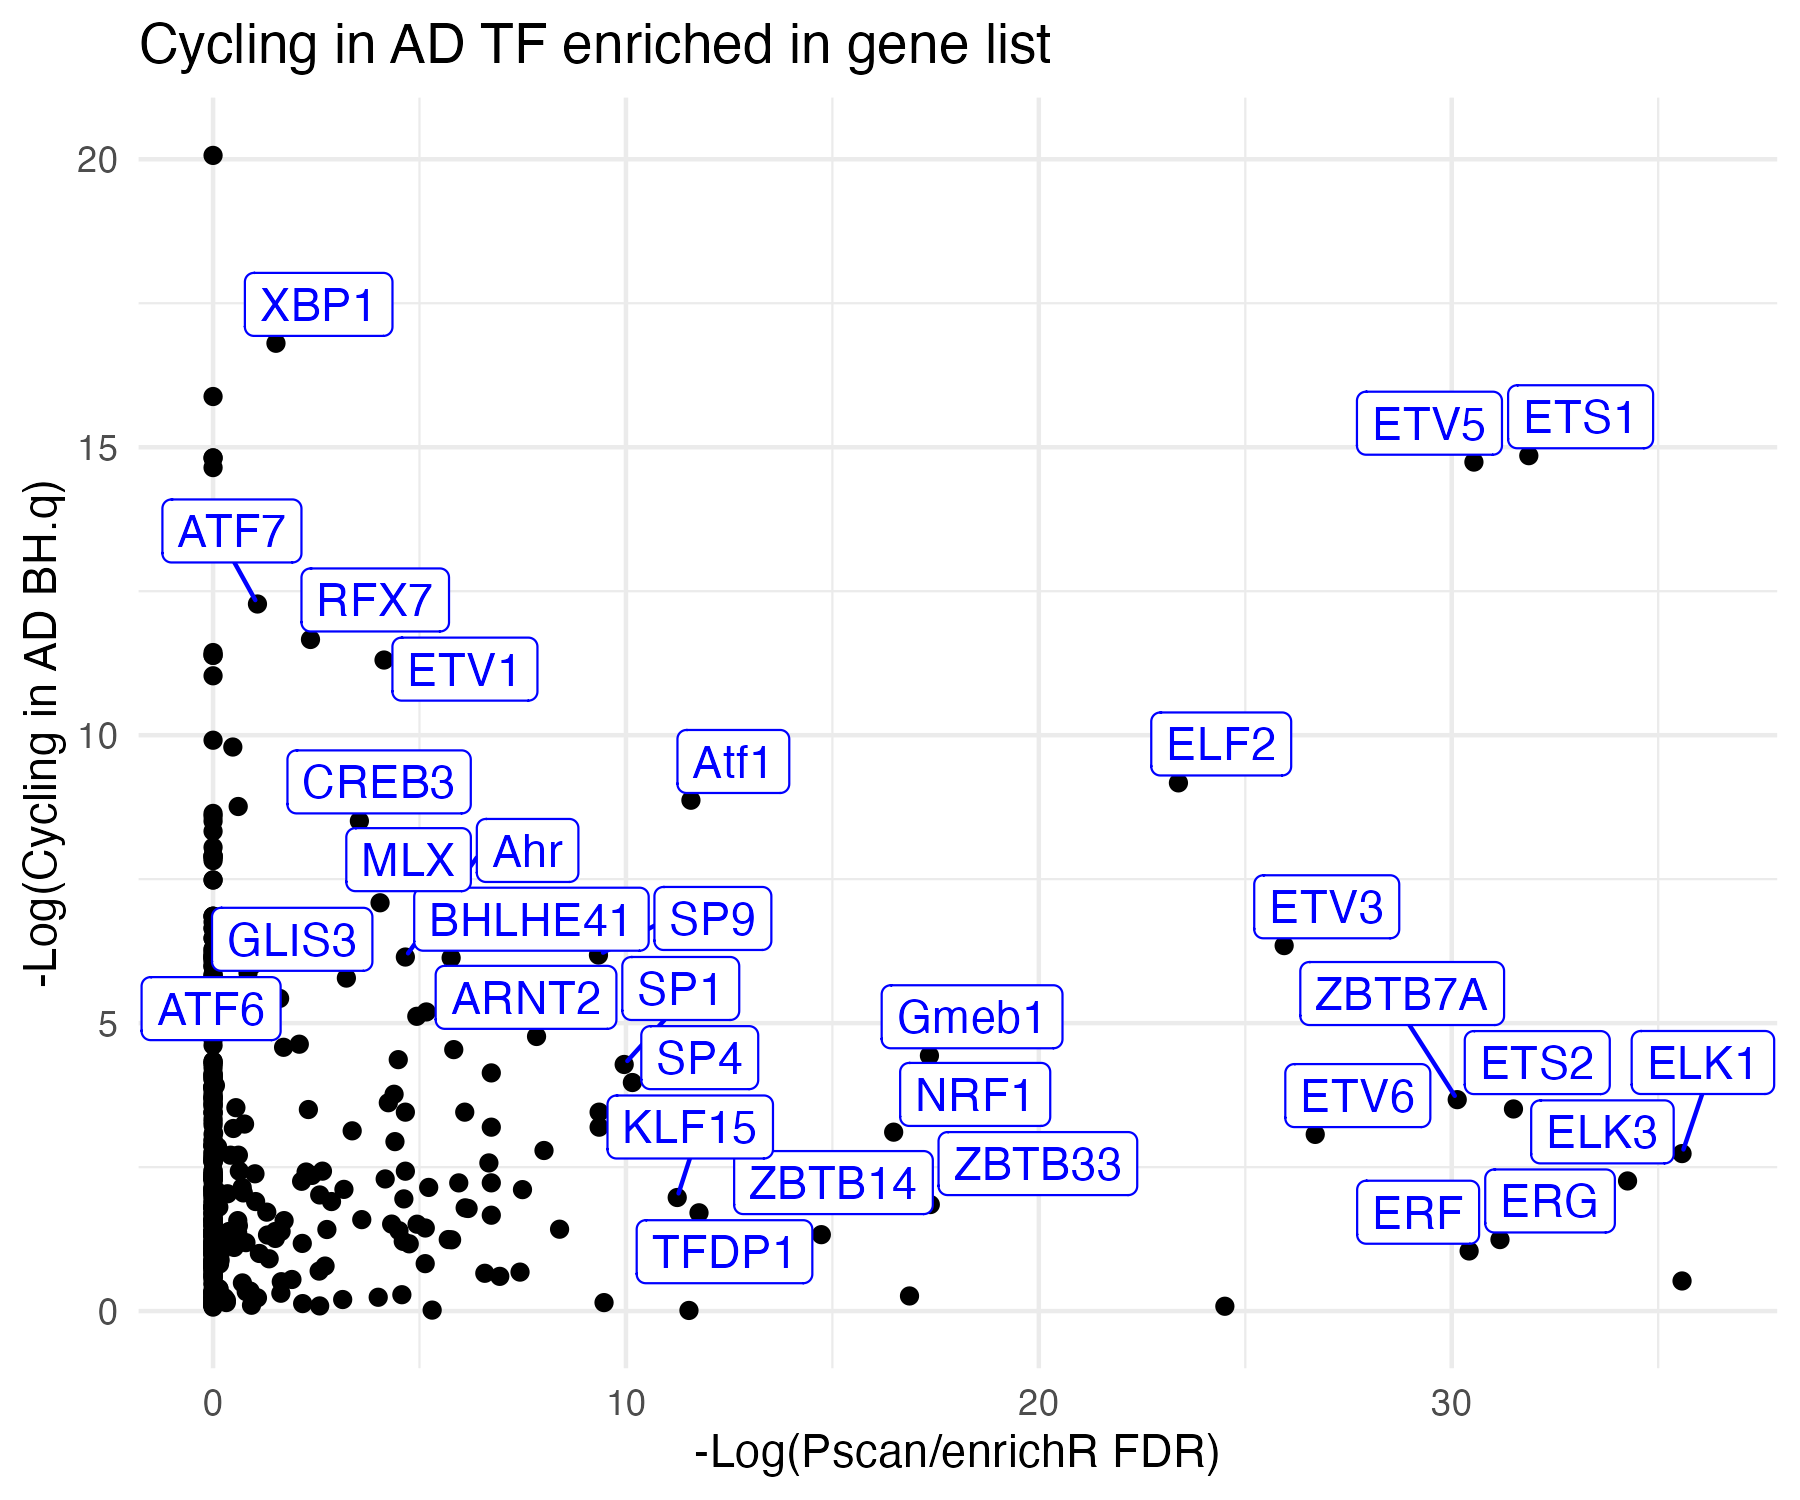 Cycling in AD TF enriched in gene list
-Log(Cycling in AD BH.q)
20
15
10
5
0
XBP1
ETV5
ETS1
ATF7
RFX7
ETV1
ELF2
Atf1
CREB3
Ahr
MLX
ETV3
BHLHE41
SP9
GLIS3
SP1
ZBTB7A
ARNT2
ATF6
Gmeb1
SP4
ETS2
ELK1
NRF1
ETV6
KLF15
ELK3
ZBTB33
ZBTB14
ERG
ERF
TFDP1
0
10
20
30
-Log(Pscan/enrichR FDR)